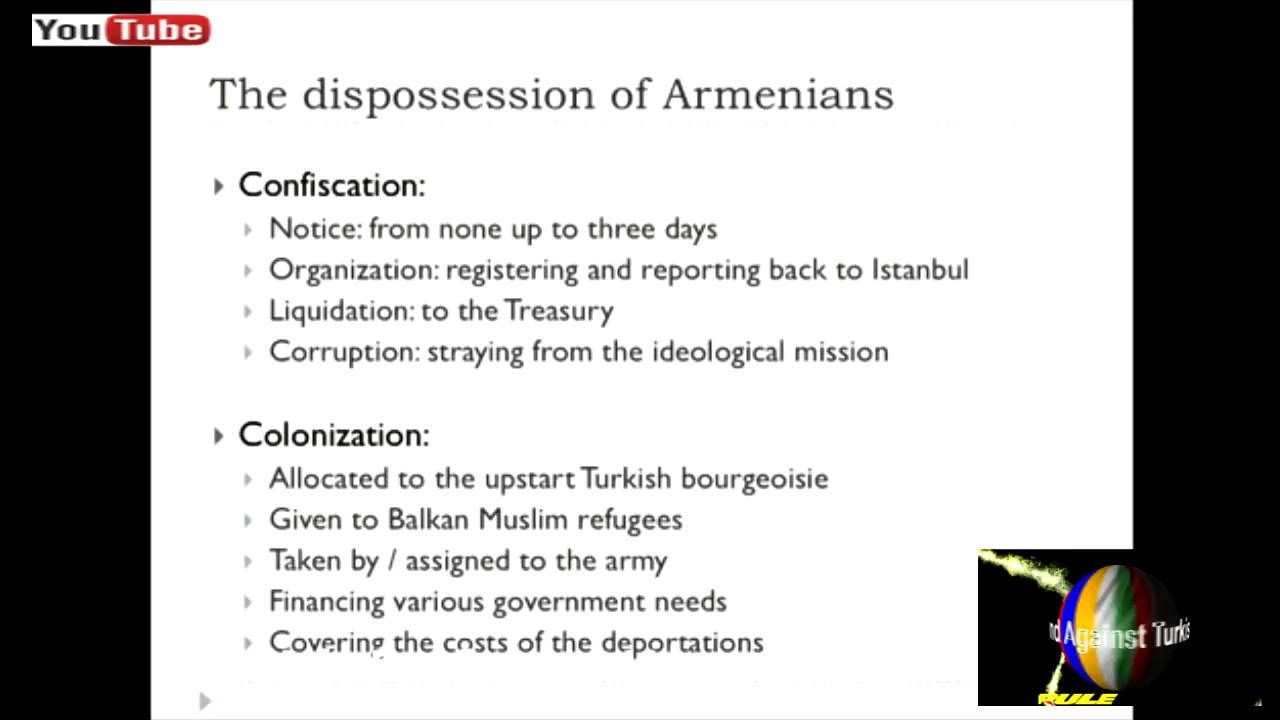 YouTube
The dispossession of Armenians
Confiscation:
Notice: from none up to three days
Organization: registering and reporting back to Istanbul
Liquidation: to the Treasury
Corruption: straying from the ideological mission
Colonization:
Allocated to the upstart Turkish bourgeoisie
Given to Balkan Muslim refugees
Taken by / assigned to the army
Financing various government needs
Covering the costs of the deportations
Against
RULE